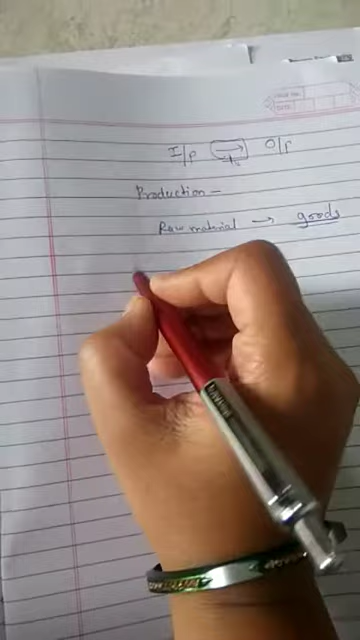 I/p → O/p
Production —
Raw material → goods